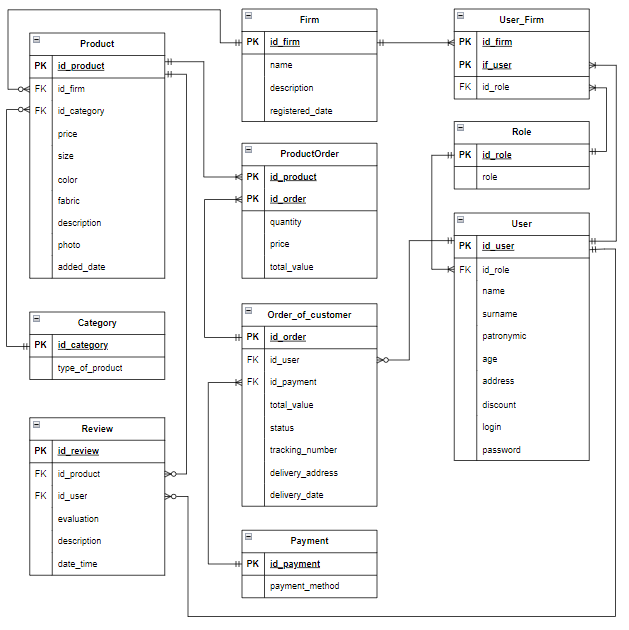 Product
PK id_product
FK id_firm
FK id_category
price
size
color
fabric
description
photo
added_date
Category
PK id_category
type_of_product
Review
PK id_review
FK id_product
FK id_user
evaluation
description
date_time
Firm
PK id_firm
name
description
registered_date
ProductOrder
PK id_product
PK id_order
quantity
price
total_value
Order_of_customer
PK id_order
FK id_user
FK id_payment
total_value
status
tracking_number
delivery_address
delivery_date
Payment
PK id_payment
payment_method
User_Firm
PK id_firm
PK if_user
FK id_role
Role
PK id_role
role
User
PK id_user
FK id_role
name
surname
patronymic
age
address
discount
login
password